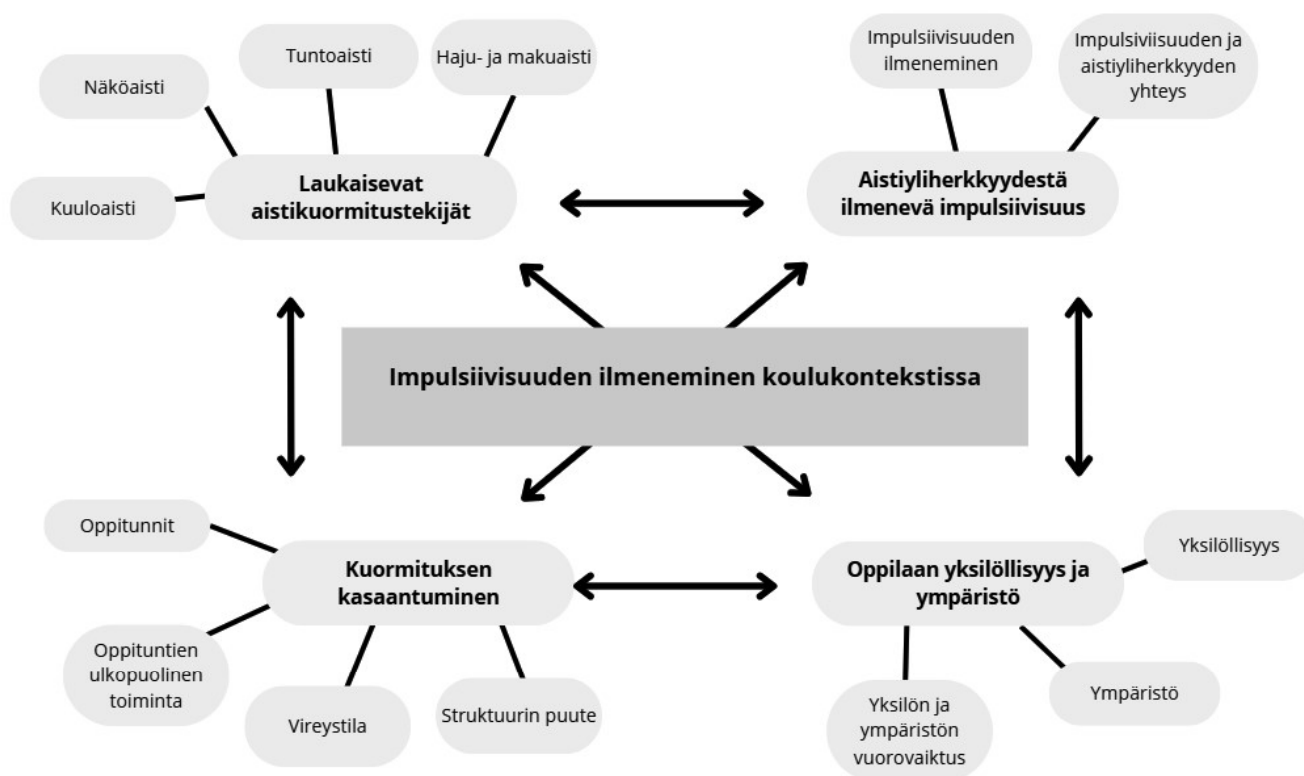 Tuntoaisti
Haju- ja makuaisti
Näköaisti
Kuuloaisti
Laukaisevat
aistikuormitustekijät
Impulsiivisuuden
ilmeneminen
Impulsiviisuuden ja
aistiyliherkkyyden
yhteys
Aistiyliherkkyydestä
ilmenevä impulsiivisuus
Impulsiivisuuden ilmeneminen koulukontekstissa
Oppitunnit
Kuormituksen
kasaantuminen
Oppituntien
ulkopuolinen
toiminta
Vireystila
Struktuurin puute
Yksilöllisyys
Oppilaan yksilöllisyys ja
ympäristö
Yksilön ja
ympäristön
vuorovaiktus
Ympäristö